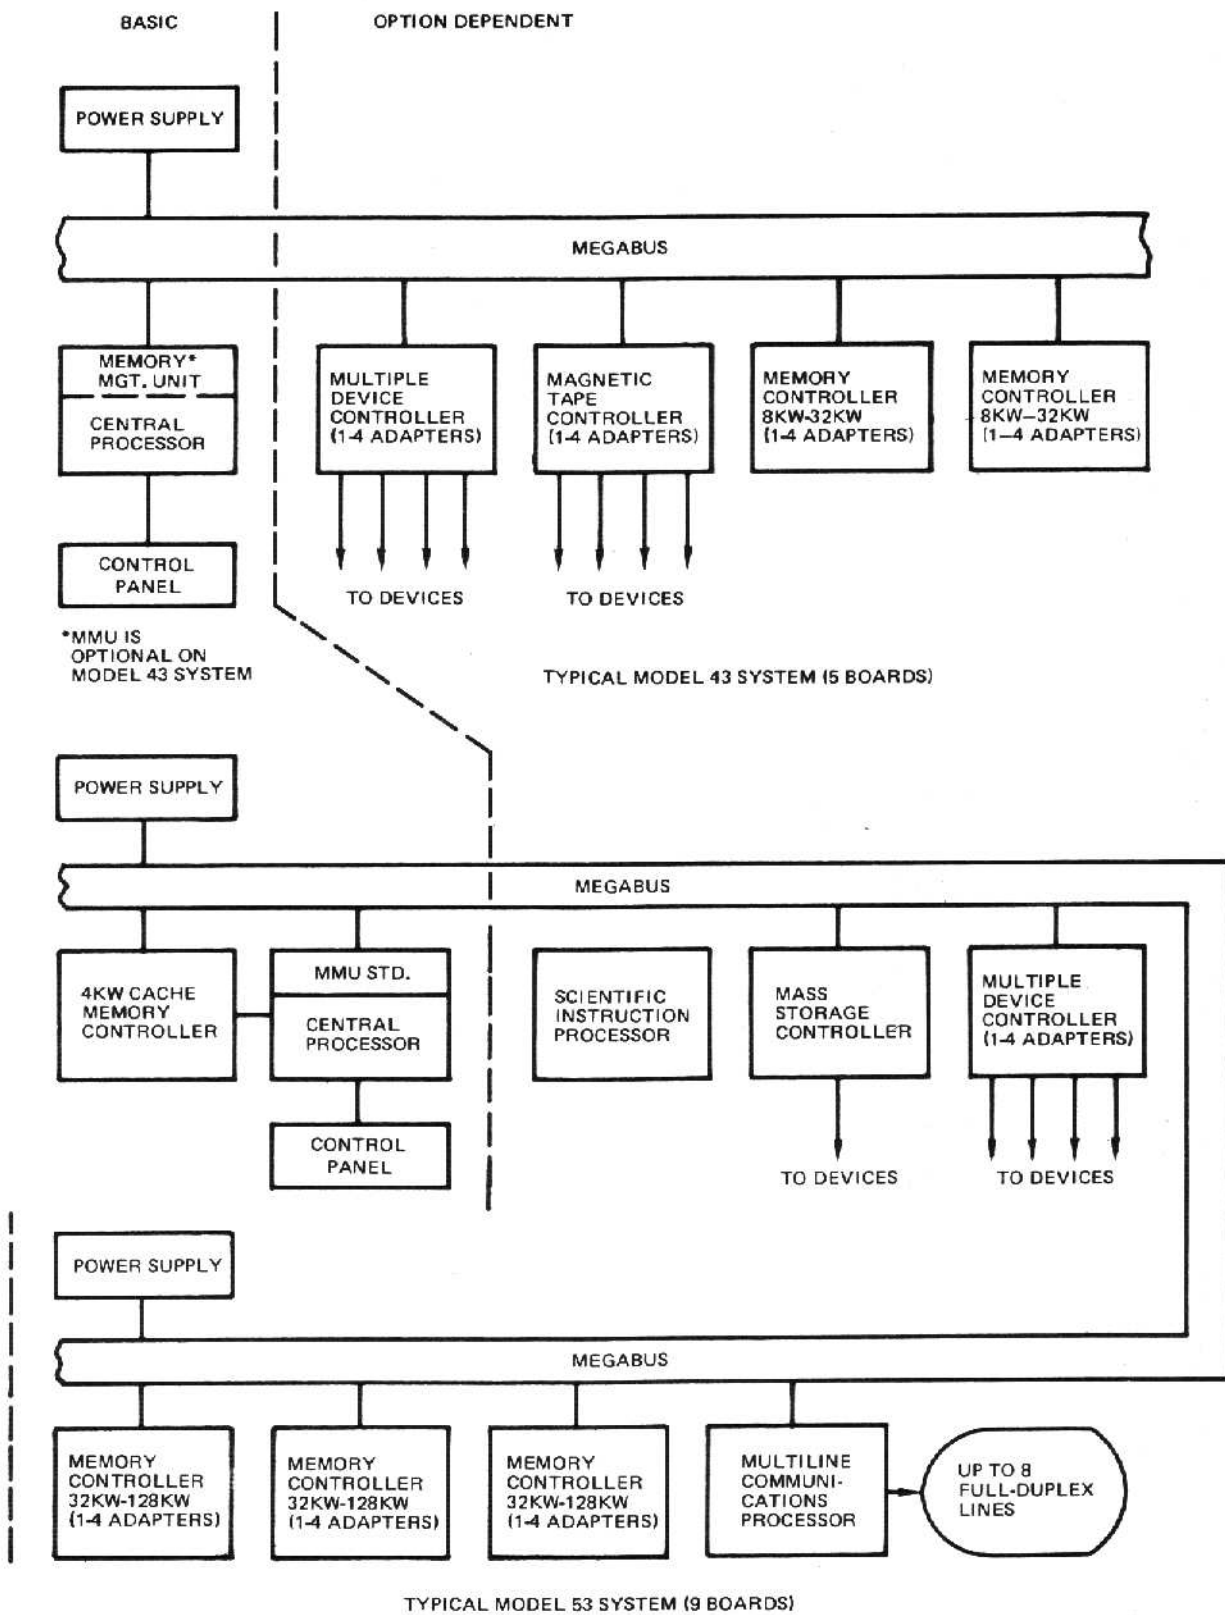 BASIC
OPTION DEPENDENT
POWER SUPPLY
MEGABUS
MEMORY*
MGT. UNIT
CENTRAL
PROCESSOR
MULTIPLE
DEVICE
CONTROLLER
(1-4 ADAPTERS)
MAGNETIC
TAPE
CONTROLLER
(1-4 ADAPTERS)
MEMORY
CONTROLLER
8KW-32KW
(1-4 ADAPTERS)
MEMORY
CONTROLLER
8KW–32KW
(1–4 ADAPTERS)
CONTROL
PANEL
TO DEVICES
TO DEVICES
*MMU IS
OPTIONAL ON
MODEL 43 SYSTEM
TYPICAL MODEL 43 SYSTEM (5 BOARDS)
POWER SUPPLY
MEGABUS
4KW CACHE
MEMORY
CONTROLLER
MMU STD.
CENTRAL
PROCESSOR
SCIENTIFIC
INSTRUCTION
PROCESSOR
MASS
STORAGE
CONTROLLER
MULTIPLE
DEVICE
CONTROLLER
(1-4 ADAPTERS)
CONTROL
PANEL
TO DEVICES
TO DEVICES
POWER SUPPLY
MEGABUS
MEMORY
CONTROLLER
32KW-128KW
(1-4 ADAPTERS)
MEMORY
CONTROLLER
32KW-128KW
(1-4 ADAPTERS)
MEMORY
CONTROLLER
32KW-128KW
(1-4 ADAPTERS)
MULTILINE
COMMUNI-
CATIONS
PROCESSOR
UP TO 8
FULL-DUPLEX
LINES
TYPICAL MODEL 53 SYSTEM (9 BOARDS)